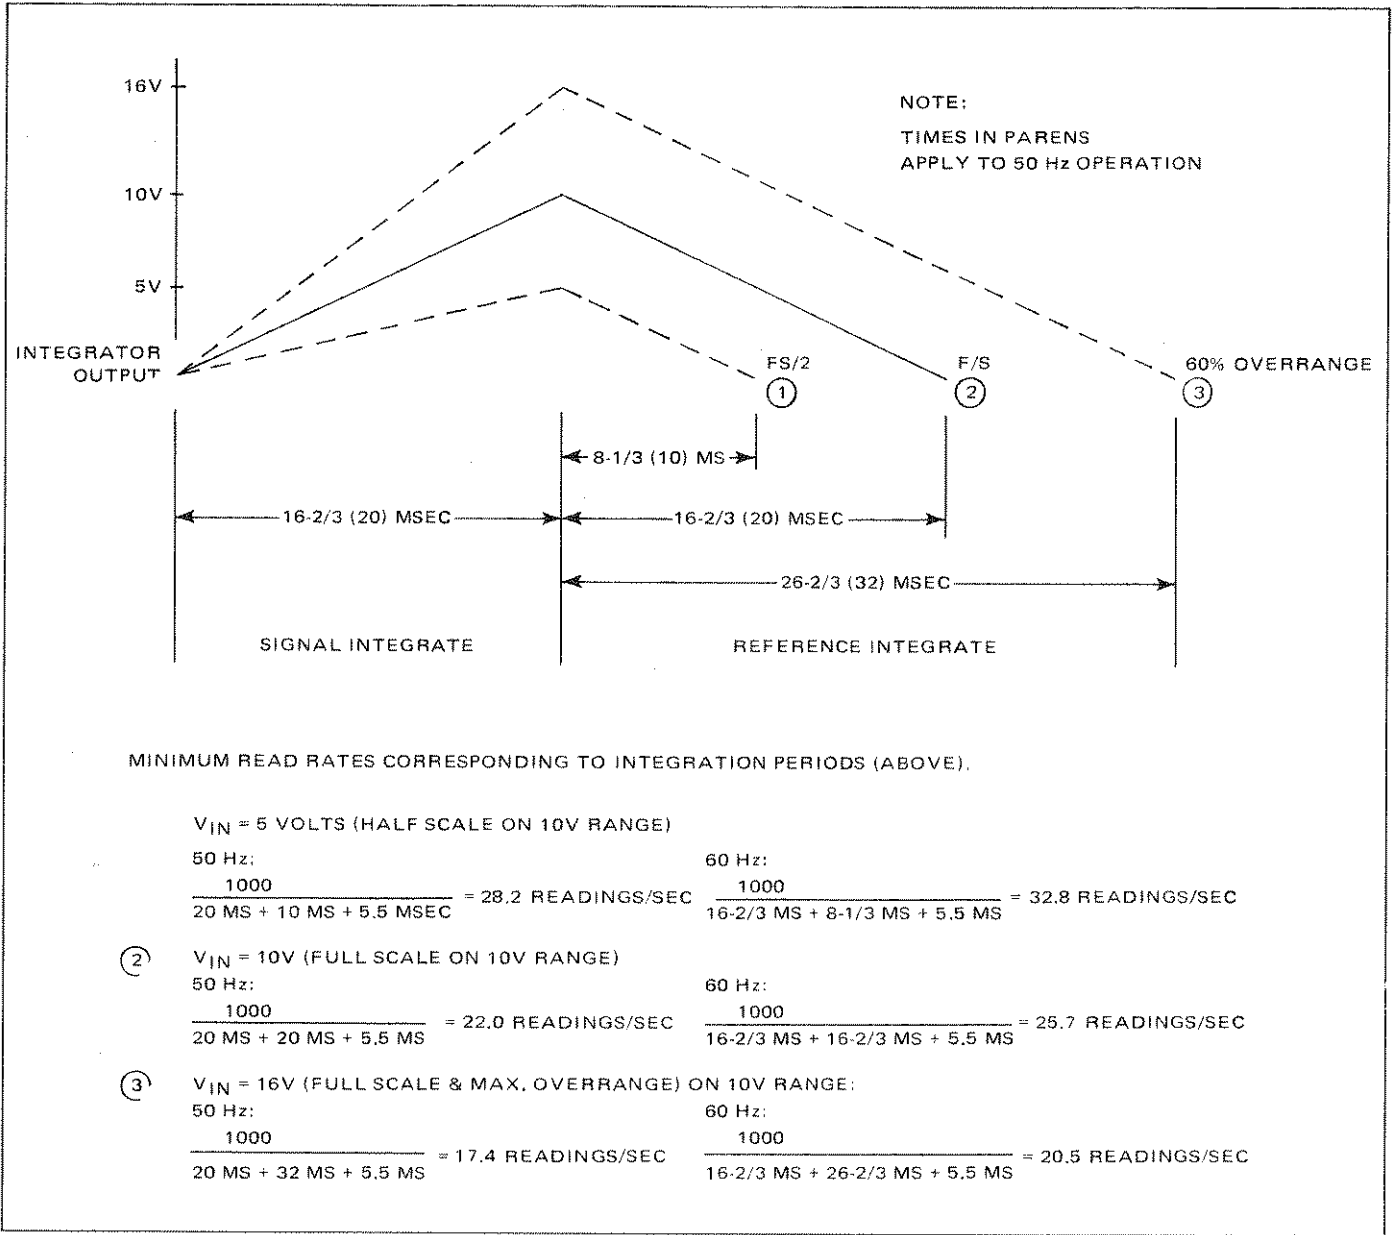 16V
NOTE:
TIMES IN PARENS
APPLY TO 50 Hz OPERATION
10V
5V
INTEGRATOR
OUTPUT
FS/2
F/S
60% OVERRANGE
1
2
3
8-1/3 (10) MS
16-2/3 (20) MSEC
16-2/3 (20) MSEC
26-2/3 (32) MSEC
SIGNAL INTEGRATE
REFERENCE INTEGRATE
MINIMUM READ RATES CORRESPONDING TO INTEGRATION PERIODS (ABOVE).
VIN = 5 VOLTS (HALF SCALE ON 10V RANGE)
50 Hz:
1000
20 MS + 10 MS + 5.5 MSEC
= 28.2 READINGS/SEC
60 Hz:
1000
16-2/3 MS + 8-1/3 MS + 5.5 MS
= 32.8 READINGS/SEC
2 VIN = 10V (FULL SCALE ON 10V RANGE)
50 Hz:
1000
20 MS + 20 MS + 5.5 MS
= 22.0 READINGS/SEC
60 Hz:
1000
16-2/3 MS + 16-2/3 MS + 5.5 MS
= 25.7 READINGS/SEC
3 VIN = 16V (FULL SCALE & MAX. OVERRANGE) ON 10V RANGE:
50 Hz:
1000
20 MS + 32 MS + 5.5 MS
= 17.4 READINGS/SEC
60 Hz:
1000
16-2/3 MS + 26-2/3 MS + 5.5 MS
= 20.5 READINGS/SEC